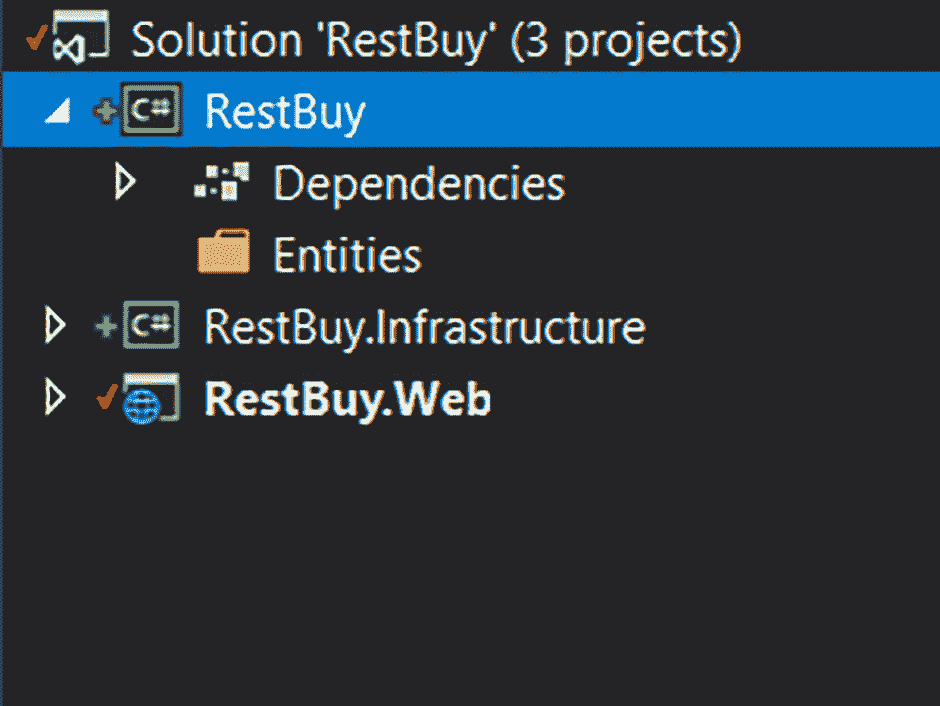 Solution 'RestBuy' (3 projects)
C# RestBuy
Dependencies
Entities
C# RestBuy.Infrastructure
RestBuy.Web